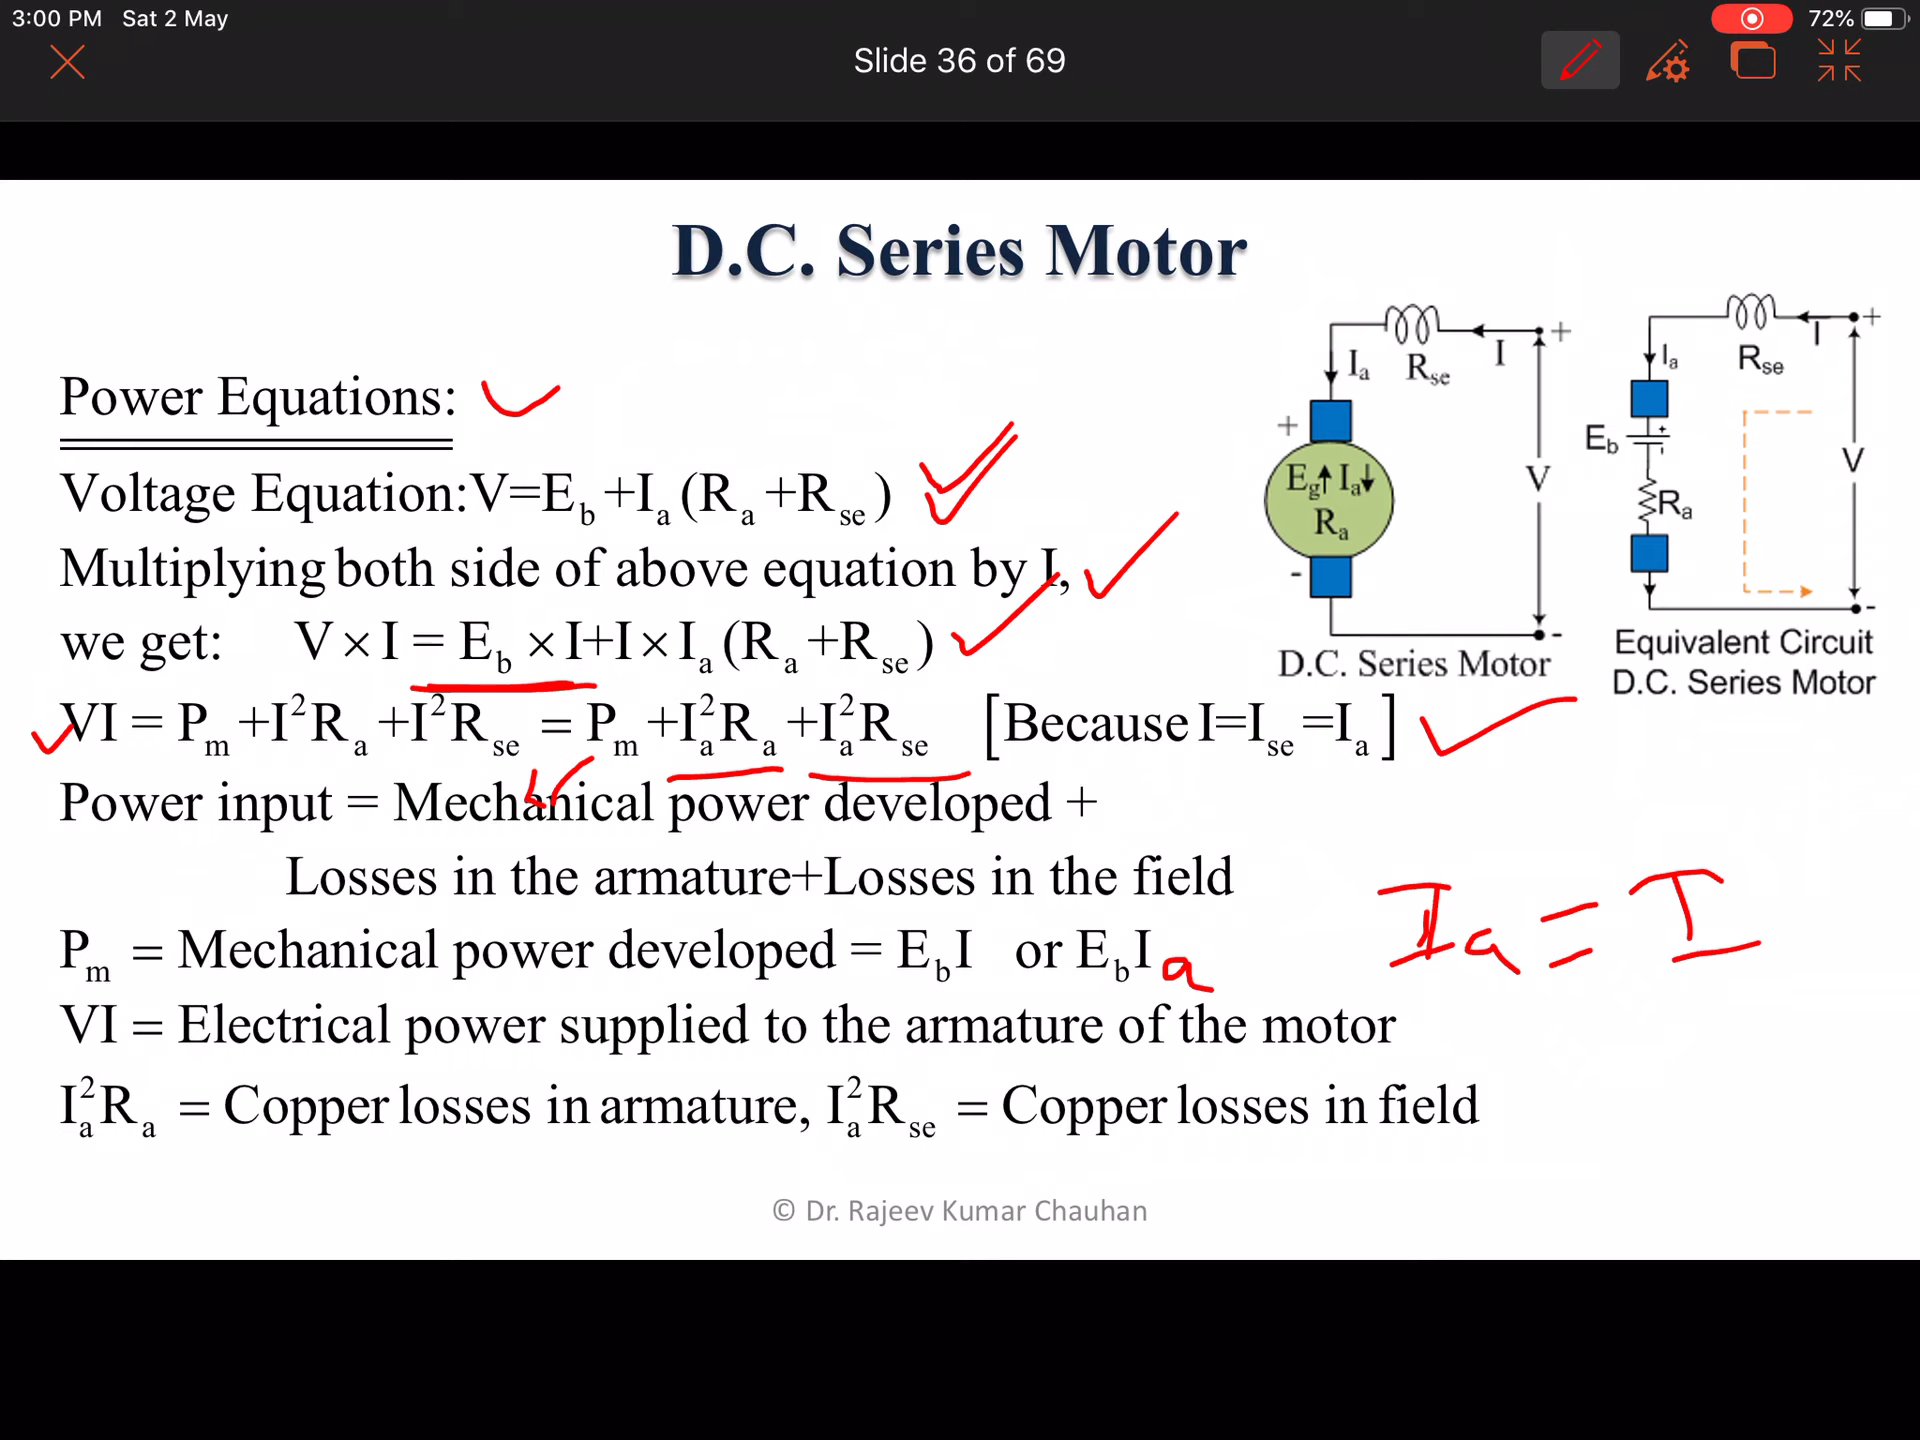 3:00 PM Sat 2 May
72%
Slide 36 of 69
D.C. Series Motor
Power Equations:
Voltage Equation:V=E_b+I_a(R_a+R_se)
Multiplying both side of above equation by I,
we get: V×I = E_b×I+I×I_a(R_a+R_se)
VI = P_m+I²R_a+I²R_se = P_m+I_a²R_a+I_a²R_se [Because I=I_se=I_a]
Power input = Mechanical power developed +
Losses in the armature+Losses in the field
P_m = Mechanical power developed = E_bI or E_bI_a
I_a = I
VI = Electrical power supplied to the armature of the motor
I_a²R_a = Copper losses in armature, I_a²R_se = Copper losses in field
+
I
I_a
R_se
+
E_g↑ I_a↓
R_a
V
-
-
D.C. Series Motor
+
I
I_a
R_se
E_b
+
-
R_a
V
-
Equivalent Circuit
D.C. Series Motor
© Dr. Rajeev Kumar Chauhan